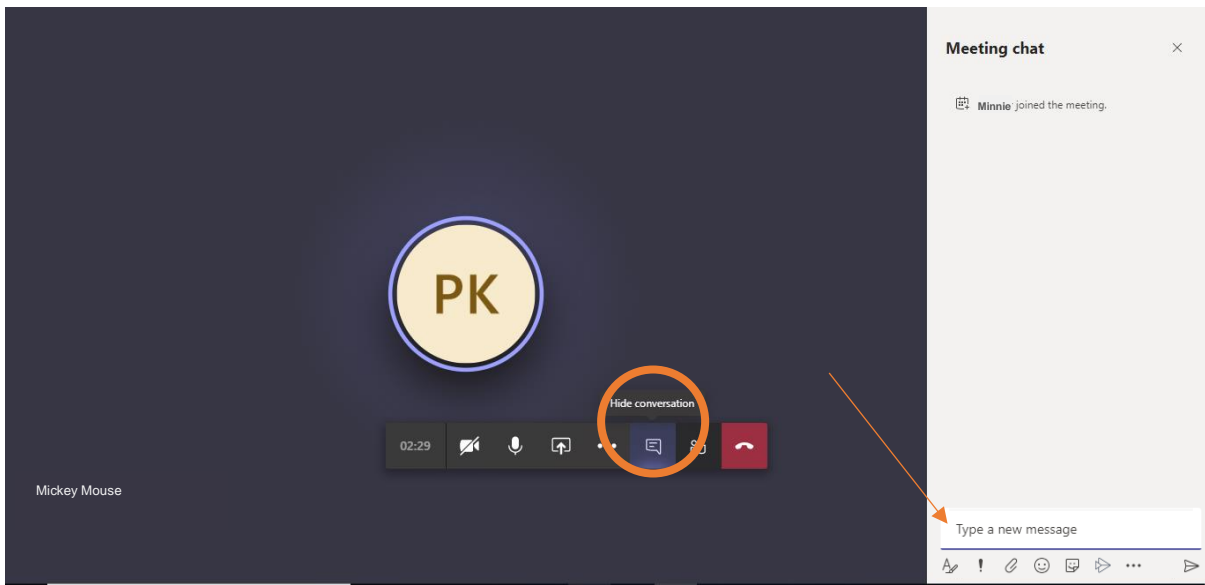 Meeting chat
Minnie joined the meeting.
PK
Hide conversation
02:29
Mickey Mouse
Type a new message